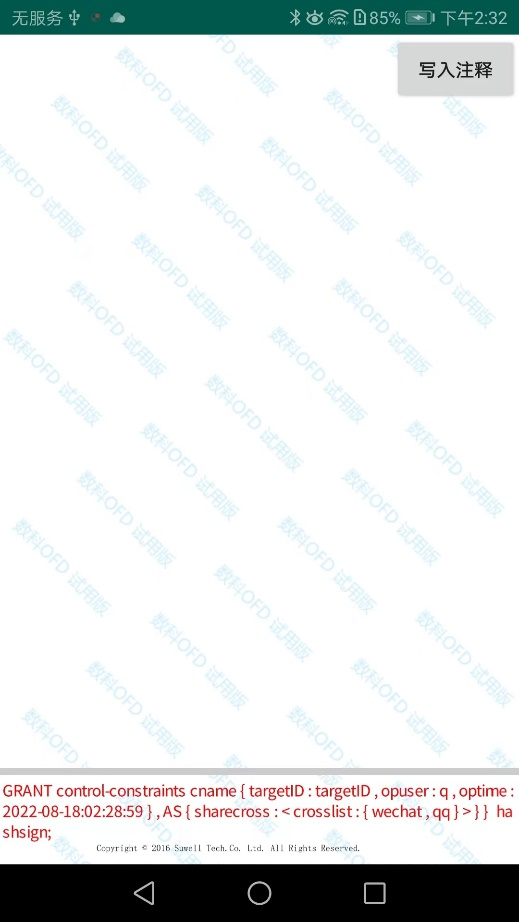 无服务 85% 下午2:32
写入注释
数科OFD 试用版
GRANT control-constraints cname { targetID : targetID , opuser : q , optime :
2022-08-18:02:28:59 } , AS { sharecross : < crosslist : { wechat , qq } > } }  ha
shsign;
Copyright © 2016 Suwell Tech.Co. Ltd. All Rights Reserved.